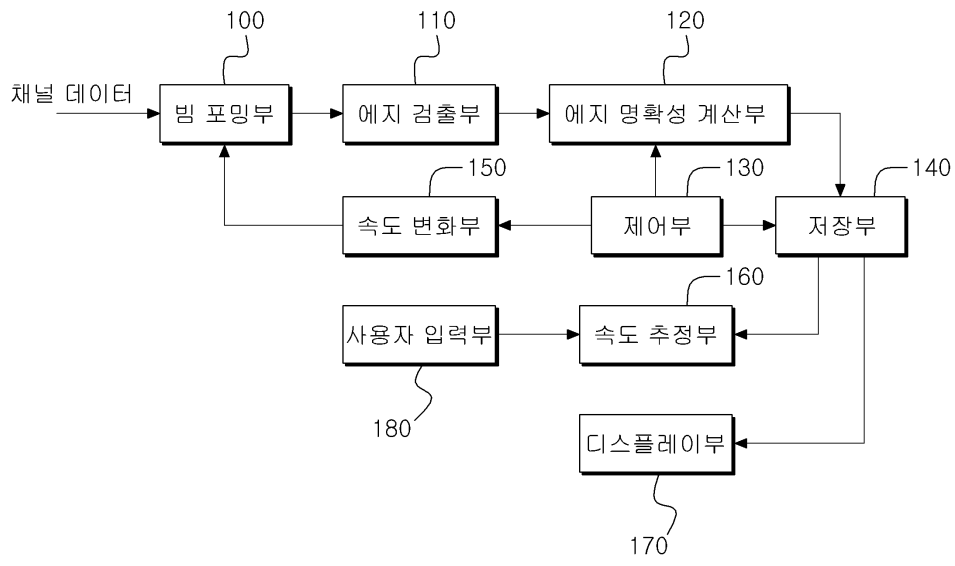 100
110
120
채널 데이터
빔 포밍부
에지 검출부
에지 명확성 계산부
150
130
140
속도 변화부
제어부
저장부
160
사용자 입력부
속도 추정부
180
디스플레이부
170